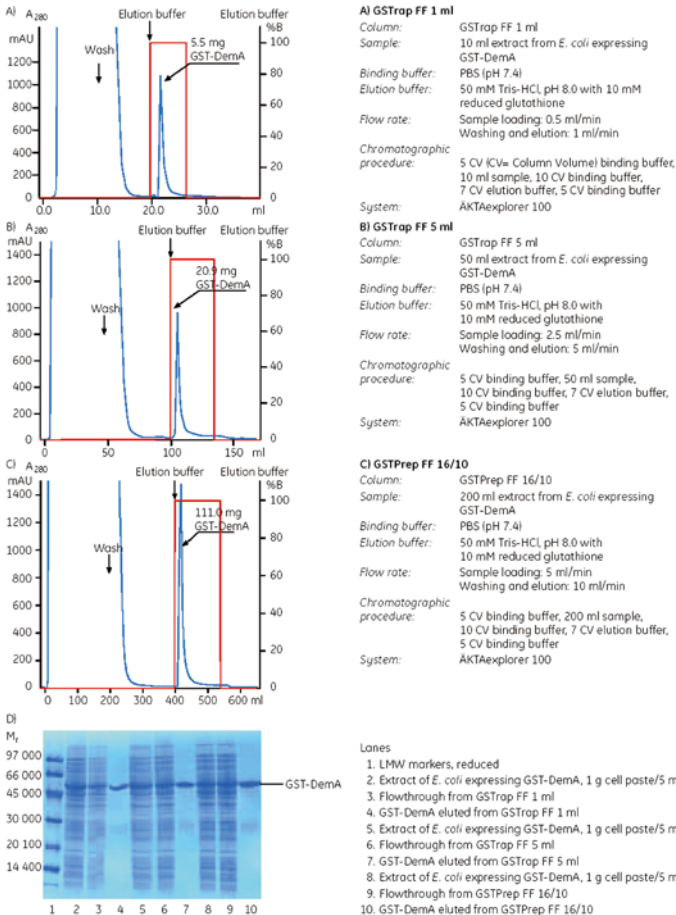 A)
A280
mAU
Elution buffer
Elution buffer
%B
Wash
5.5 mg
GST-DemA
1200
1000
800
600
400
200
0
100
80
60
40
20
0
0.0
10.0
20.0
30.0
ml
A) GSTrap FF 1 ml
Column: GSTrap FF 1 ml
Sample: 10 ml extract from E. coli expressing
GST-DemA
Binding buffer: PBS (pH 7.4)
Elution buffer: 50 mM Tris-HCl, pH 8.0 with 10 mM
reduced glutathione
Flow rate: Sample loading: 0.5 ml/min
Washing and elution: 1 ml/min
Chromatographic
procedure: 5 CV (CV= Column Volume) binding buffer,
10 ml sample, 10 CV binding buffer,
7 CV elution buffer, 5 CV binding buffer
System: ÄKTAexplorer 100
B)
A280
mAU
Elution buffer
Elution buffer
%B
Wash
20.9 mg
GST-DemA
1400
1200
1000
800
600
400
200
0
100
80
60
40
20
0
0
50
100
150
ml
B) GSTrap FF 5 ml
Column: GSTrap FF 5 ml
Sample: 50 ml extract from E. coli expressing
GST-DemA
Binding buffer: PBS (pH 7.4)
Elution buffer: 50 mM Tris-HCl, pH 8.0 with
10 mM reduced glutathione
Flow rate: Sample loading: 2.5 ml/min
Washing and elution: 5 ml/min
Chromatographic
procedure: 5 CV binding buffer, 50 ml sample,
10 CV binding buffer, 7 CV elution buffer,
5 CV binding buffer
System: ÄKTAexplorer 100
C)
A280
mAU
Elution buffer
Elution buffer
%B
Wash
111.0 mg
GST-DemA
1400
1200
1000
800
600
400
200
0
100
80
60
40
20
0
0
100
200
300
400
500
600
ml
C) GSTPrep FF 16/10
Column: GSTPrep FF 16/10
Sample: 200 ml extract from E. coli expressing
GST-DemA
Binding buffer: PBS (pH 7.4)
Elution buffer: 50 mM Tris-HCl, pH 8.0 with
10 mM reduced glutathione
Flow rate: Sample loading: 5 ml/min
Washing and elution: 10 ml/min
Chromatographic
procedure: 5 CV binding buffer, 200 ml sample,
10 CV binding buffer, 7 CV elution buffer,
5 CV binding buffer
System: ÄKTAexplorer 100
D)
Mr
97 000
66 000
45 000
30 000
20 100
14 400
GST-DemA
1 2 3 4 5 6 7 8 9 10
Lanes
1. LMW markers, reduced
2. Extract of E. coli expressing GST-DemA, 1 g cell paste/5 m
3. Flowthrough from GSTrap FF 1 ml
4. GST-DemA eluted from GSTrap FF 1 ml
5. Extract of E. coli expressing GST-DemA, 1 g cell paste/5 m
6. Flowthrough from GSTrap FF 5 ml
7. GST-DemA eluted from GSTrap FF 5 ml
8. Extract of E. coli expressing GST-DemA, 1 g cell paste/5 m
9. Flowthrough from GSTPrep FF 16/10
10. GST-DemA eluted from GSTPrep FF 16/10